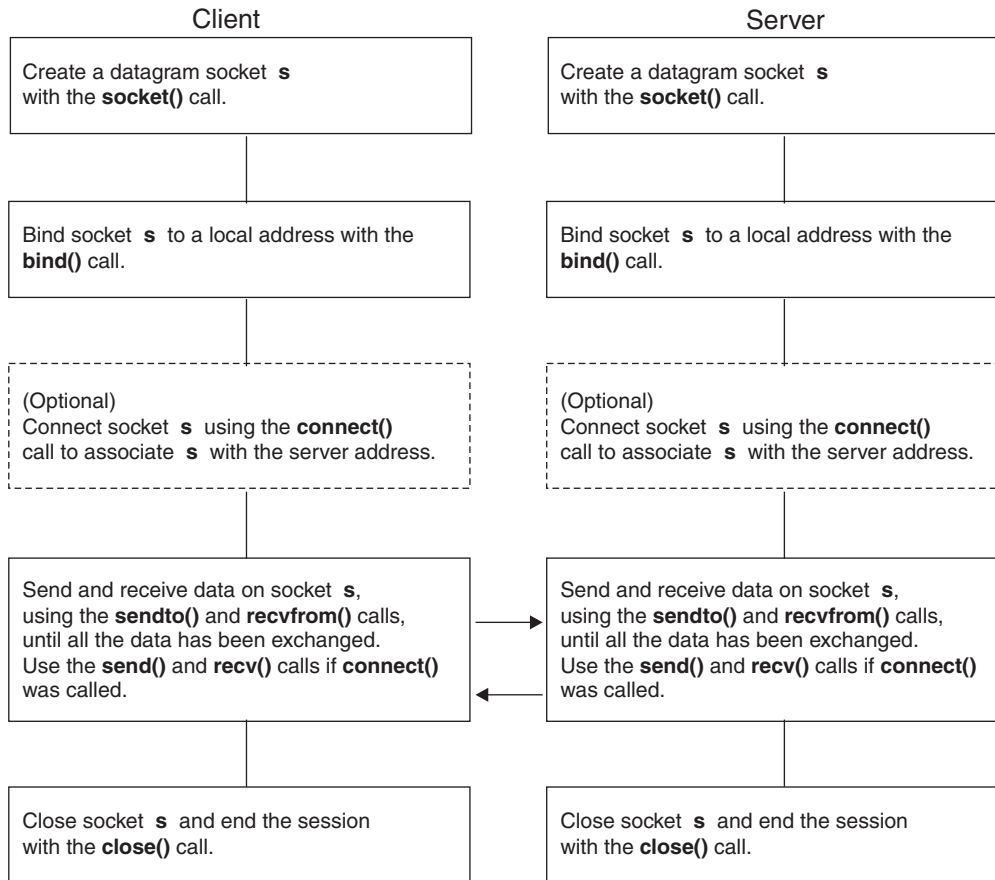 Client
Create a datagram socket s
with the socket() call.
Bind socket s to a local address with the
bind() call.
(Optional)
Connect socket s using the connect()
call to associate s with the server address.
Send and receive data on socket s,
using the sendto() and recvfrom() calls,
until all the data has been exchanged.
Use the send() and recv() calls if connect()
was called.
Close socket s and end the session
with the close() call.
Server
Create a datagram socket s
with the socket() call.
Bind socket s to a local address with the
bind() call.
(Optional)
Connect socket s using the connect()
call to associate s with the server address.
Send and receive data on socket s,
using the sendto() and recvfrom() calls,
until all the data has been exchanged.
Use the send() and recv() calls if connect()
was called.
Close socket s and end the session
with the close() call.